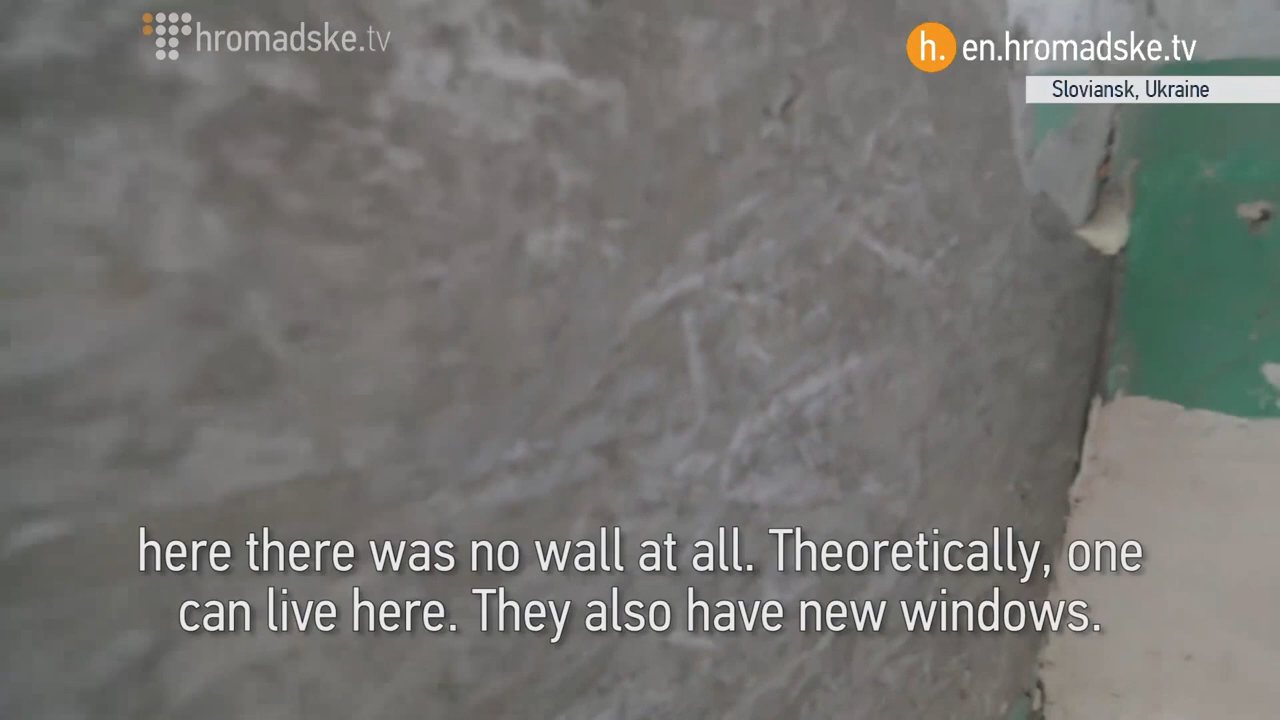 hromadske.tv
h. en.hromadske.tv
Sloviansk, Ukraine
here there was no wall at all. Theoretically, one
can live here. They also have new windows.